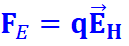 𝐅_E = 𝐪𝐄⃗_𝐇